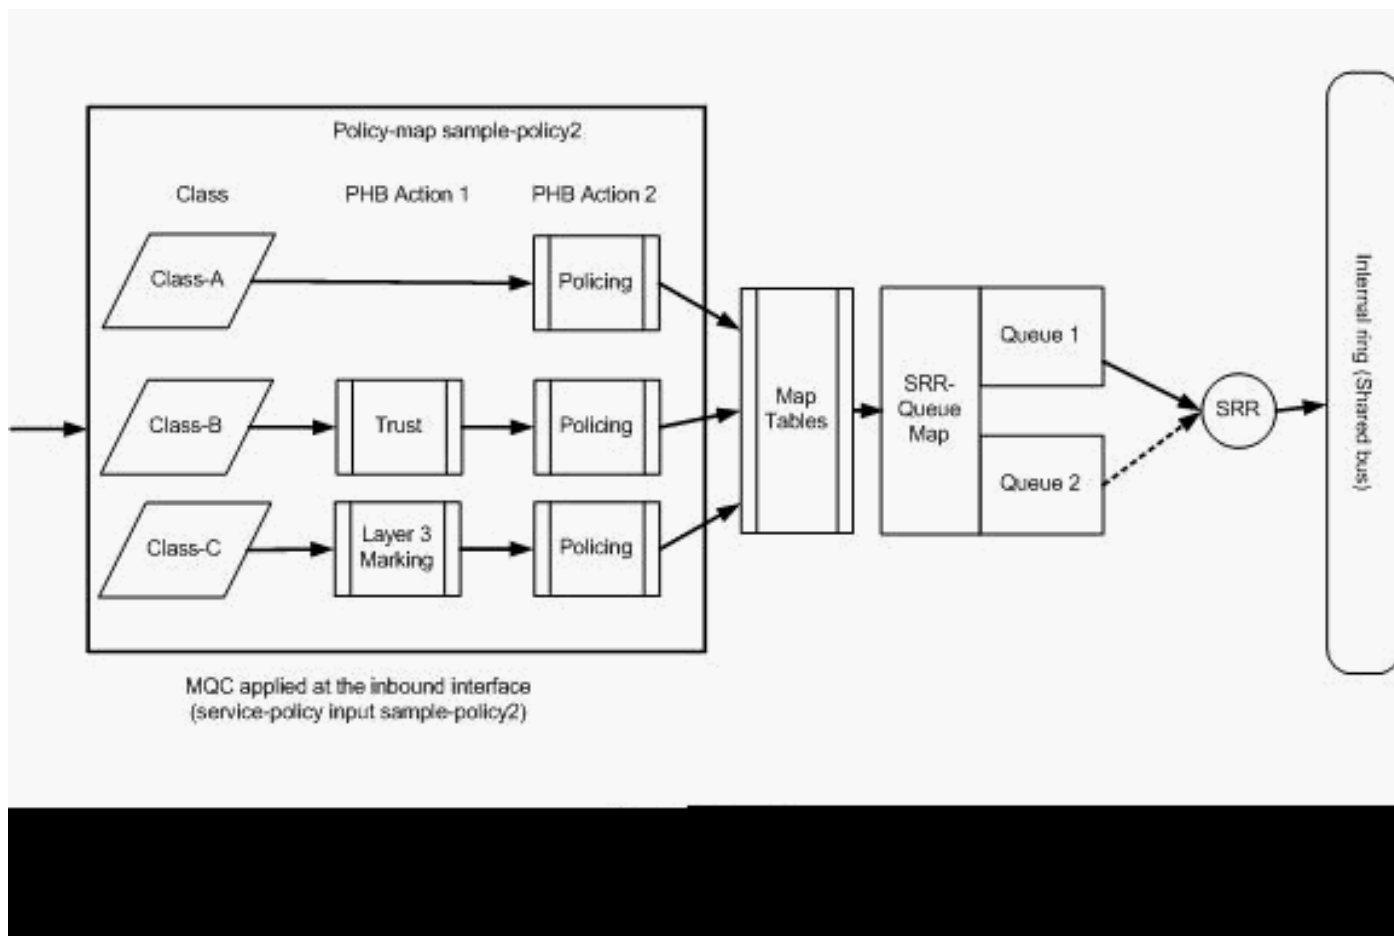 Policy-map sample-policy2
Class
PHB Action 1
PHB Action 2
Class-A
Policing
Class-B
Trust
Policing
Class-C
Layer 3
Marking
Policing
Map
Tables
SRR-
Queue
Map
Queue 1
Queue 2
SRR
Internal ring (Shared bus)
MQC applied at the inbound interface
(service-policy input sample-policy2)